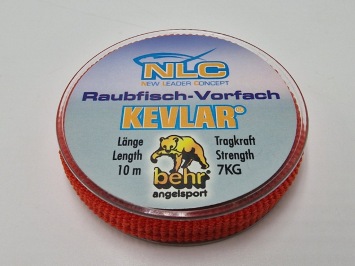 NLC
NEW LEADER CONCEPT
Raubfisch-Vorfach
KEVLAR®
Länge Tragkraft
Length Strength
10 m 7KG
behr
angelsport